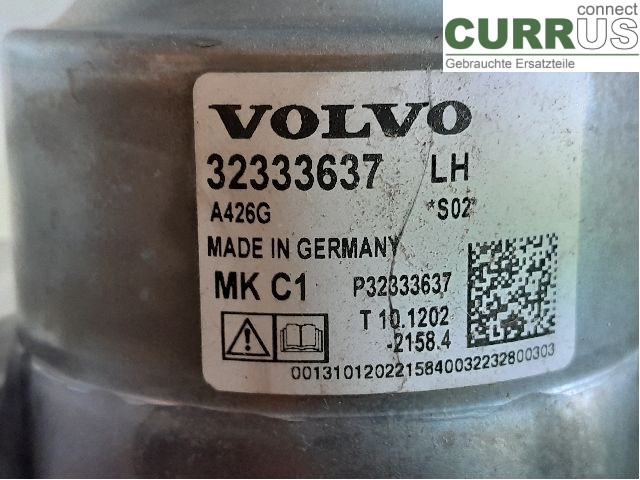 connect
CURRUS
Gebrauchte Ersatzteile
VOLVO
32333637 LH
A426G *S02*
MADE IN GERMANY
MK C1 P32333637
T 10.1202
-2158.4
0013101202215840032232800303